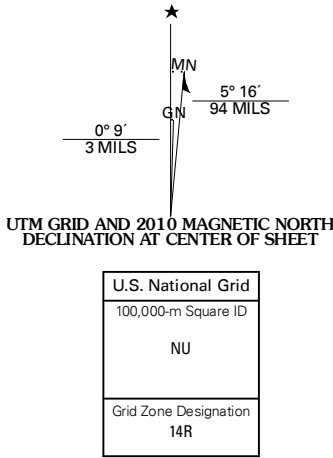 MN
5° 16´
94 MILS
GN
0° 9´
3 MILS
UTM GRID AND 2010 MAGNETIC NORTH
DECLINATION AT CENTER OF SHEET
U.S. National Grid
100,000-m Square ID
NU
Grid Zone Designation
14R